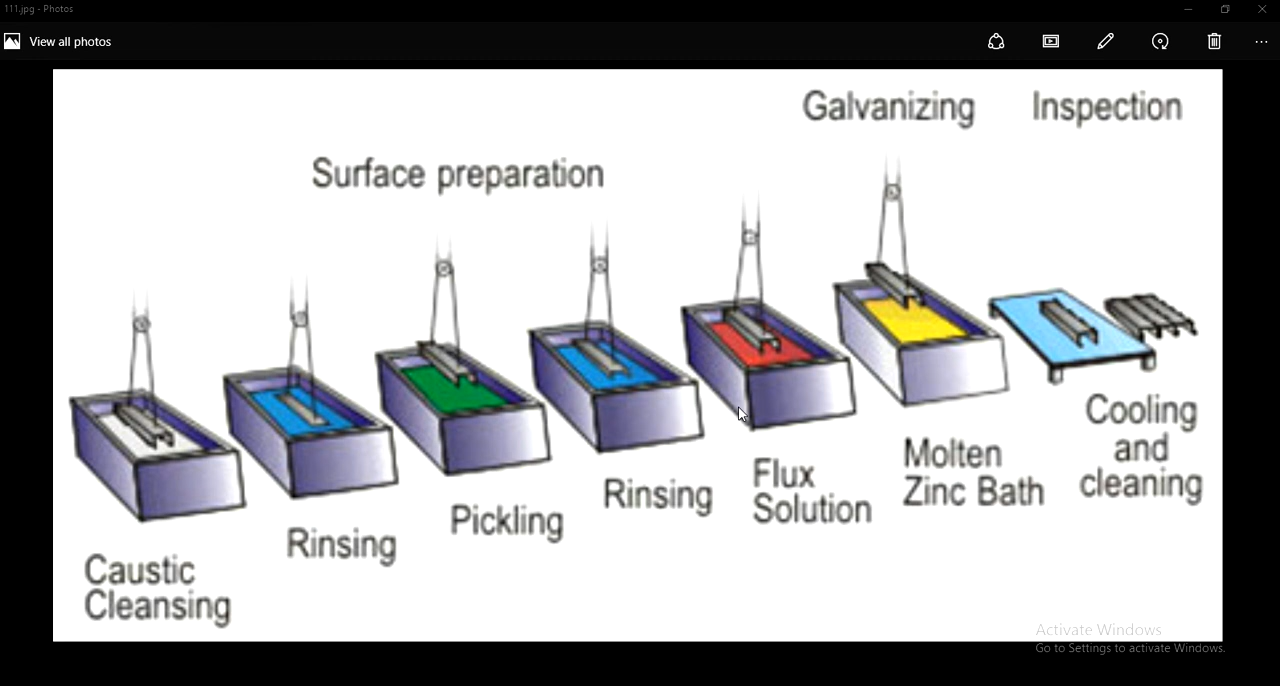 111.jpg - Photos
View all photos
Galvanizing
Inspection
Surface preparation
Caustic
Cleansing
Rinsing
Pickling
Rinsing
Flux
Solution
Molten
Zinc Bath
Cooling
and
cleaning
Activate Windows
Go to Settings to activate Windows.